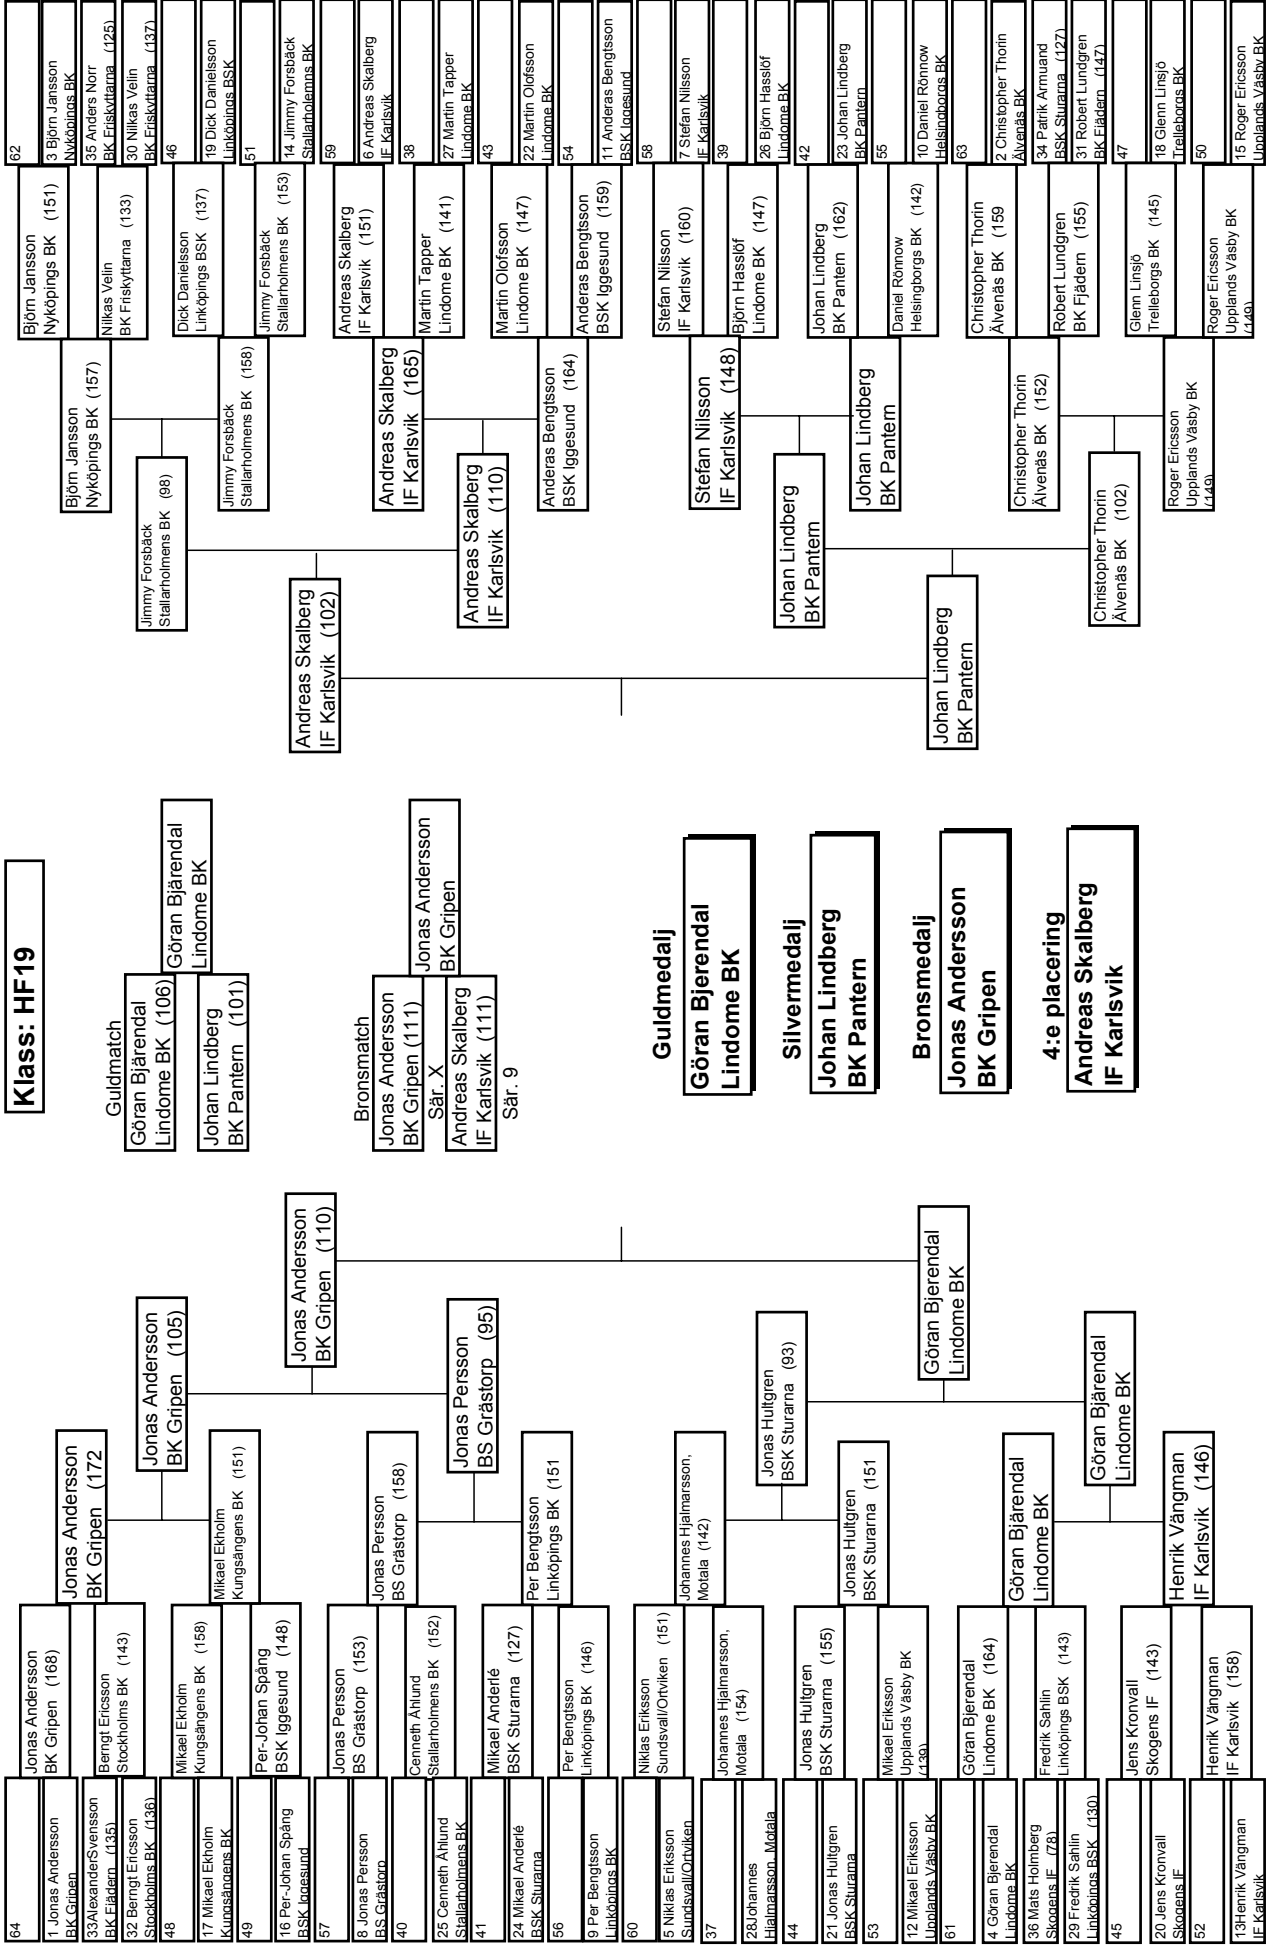 Klass: HF19
64
1 Jonas Andersson
BK Gripen
33AlexanderSvensson
BK Fjädern (135)
32 Berngt Ericsson
Stockholms BK (136)
48
17 Mikael Ekholm
Kungsängens BK
49
16 Per-Johan Spång
BSK Iggesund
57
8 Jonas Persson
BS Grästorp
40
25 Cenneth Åhlund
Stallarholmens BK
41
24 Mikael Anderlé
BSK Sturarna
56
9 Per Bengtsson
Linköpings BK
60
5 Niklas Eriksson
Sundsvall/Ortviken
37
28Johannes
Hjalmarsson, Motala
44
21 Jonas Hultgren
BSK Sturarna
53
12 Mikael Eriksson
Upplands Väsby BK
61
4 Göran Bjerendal
Lindome BK
36 Mats Holmberg
Skogens IF (78)
29 Fredrik Sahlin
Linköpings BSK (130)
45
20 Jens Kronvall
Skogens IF
52
13Henrik Vängman
IF Karlsvik
Jonas Andersson
BK Gripen (168)
Berngt Ericsson
Stockholms BK (143)
Mikael Ekholm
Kungsängens BK (158)
Per-Johan Spång
BSK Iggesund (148)
Jonas Persson
BS Grästorp (153)
Cenneth Åhlund
Stallarholmens BK (152)
Mikael Anderlé
BSK Sturarna (127)
Per Bengtsson
Linköpings BK (146)
Niklas Eriksson
Sundsvall/Ortviken (151)
Johannes Hjalmarsson,
Motala (154)
Jonas Hultgren
BSK Sturarna (155)
Mikael Eriksson
Upplands Väsby BK
(139)
Göran Bjerendal
Lindome BK (164)
Fredrik Sahlin
Linköpings BSK (143)
Jens Kronvall
Skogens IF (143)
Henrik Vängman
IF Karlsvik (158)
Jonas Andersson
BK Gripen (172
Mikael Ekholm
Kungsängens BK (151)
Jonas Persson
BS Grästorp (158)
Per Bengtsson
Linköpings BK (151
Johannes Hjalmarsson,
Motala (142)
Jonas Hultgren
BSK Sturarna (151
Göran Bjärendal
Lindome BK
Henrik Vängman
IF Karlsvik (146)
Jonas Andersson
BK Gripen (105)
Jonas Persson
BS Grästorp (95)
Jonas Hultgren
BSK Sturarna (93)
Göran Bjärendal
Lindome BK
Jonas Andersson
BK Gripen (110)
Göran Bjerendal
Lindome BK
Guldmatch
Göran Bjärendal
Lindome BK (106)
Johan Lindberg
BK Pantern (101)
Göran Bjärendal
Lindome BK
Bronsmatch
Jonas Andersson
BK Gripen (111)
Sär. X
Andreas Skalberg
IF Karlsvik (111)
Sär. 9
Jonas Andersson
BK Gripen
Guldmedalj
Göran Bjerendal
Lindome BK
Silvermedalj
Johan Lindberg
BK Pantern
Bronsmedalj
Jonas Andersson
BK Gripen
4:e placering
Andreas Skalberg
IF Karlsvik
Andreas Skalberg
IF Karlsvik (102)
Johan Lindberg
BK Pantern
Jimmy Forsbäck
Stallarholmens BK (98)
Andreas Skalberg
IF Karlsvik (110)
Johan Lindberg
BK Pantern
Christopher Thorin
Älvenäs BK (102)
Björn Jansson
Nyköpings BK (157)
Jimmy Forsbäck
Stallarholmens BK (158)
Andreas Skalberg
IF Karlsvik (165)
Anderas Bengtsson
BSK Iggesund (164)
Stefan Nilsson
IF Karlsvik (148)
Johan Lindberg
BK Pantern
Christopher Thorin
Älvenäs BK (152)
Roger Ericsson
Upplands Väsby BK
(149)
Björn Jansson
Nyköpings BK (151)
Nilkas Velin
BK Friskyttarna (133)
Dick Danielsson
Linköpings BSK (137)
Jimmy Forsbäck
Stallarholmens BK (153)
Andreas Skalberg
IF Karlsvik (151)
Martin Tapper
Lindome BK (141)
Martin Olofsson
Lindome BK (147)
Anderas Bengtsson
BSK Iggesund (159)
Stefan Nilsson
IF Karlsvik (160)
Björn Hasslöf
Lindome BK (147)
Johan Lindberg
BK Pantern (162)
Daniel Rönnow
Helsingborgs BK (142)
Christopher Thorin
Älvenäs BK (159
Robert Lundgren
BK Fjädern (155)
Glenn Linsjö
Trelleborgs BK (145)
Roger Ericsson
Upplands Väsby BK
(149)
62
3 Björn Jansson
Nyköpings BK
35 Anders Norr
BK Friskyttarna (125)
30 Nilkas Velin
BK Friskyttarna (137)
46
19 Dick Danielsson
Linköpings BSK
51
14 Jimmy Forsbäck
Stallarholemns BK
59
6 Andreas Skalberg
IF Karlsvik
38
27 Martin Tapper
Lindome BK
43
22 Martin Olofsson
Lindome BK
54
11 Anderas Bengtsson
BSK Iggesund
58
7 Stefan Nilsson
IF Karlsvik
39
26 Björn Hasslöf
Lindome BK
42
23 Johan Lindberg
BK Pantern
55
10 Daniel Rönnow
Helsingborgs BK
63
2 Christopher Thorin
Älvenäs BK
34 Patrik Armuand
BSK Sturarna (127)
31 Robert Lundgren
BK Fjädern (147)
47
18 Glenn Linsjö
Trelleborgs BK
50
15 Roger Ericsson
Upplands Väsby BK